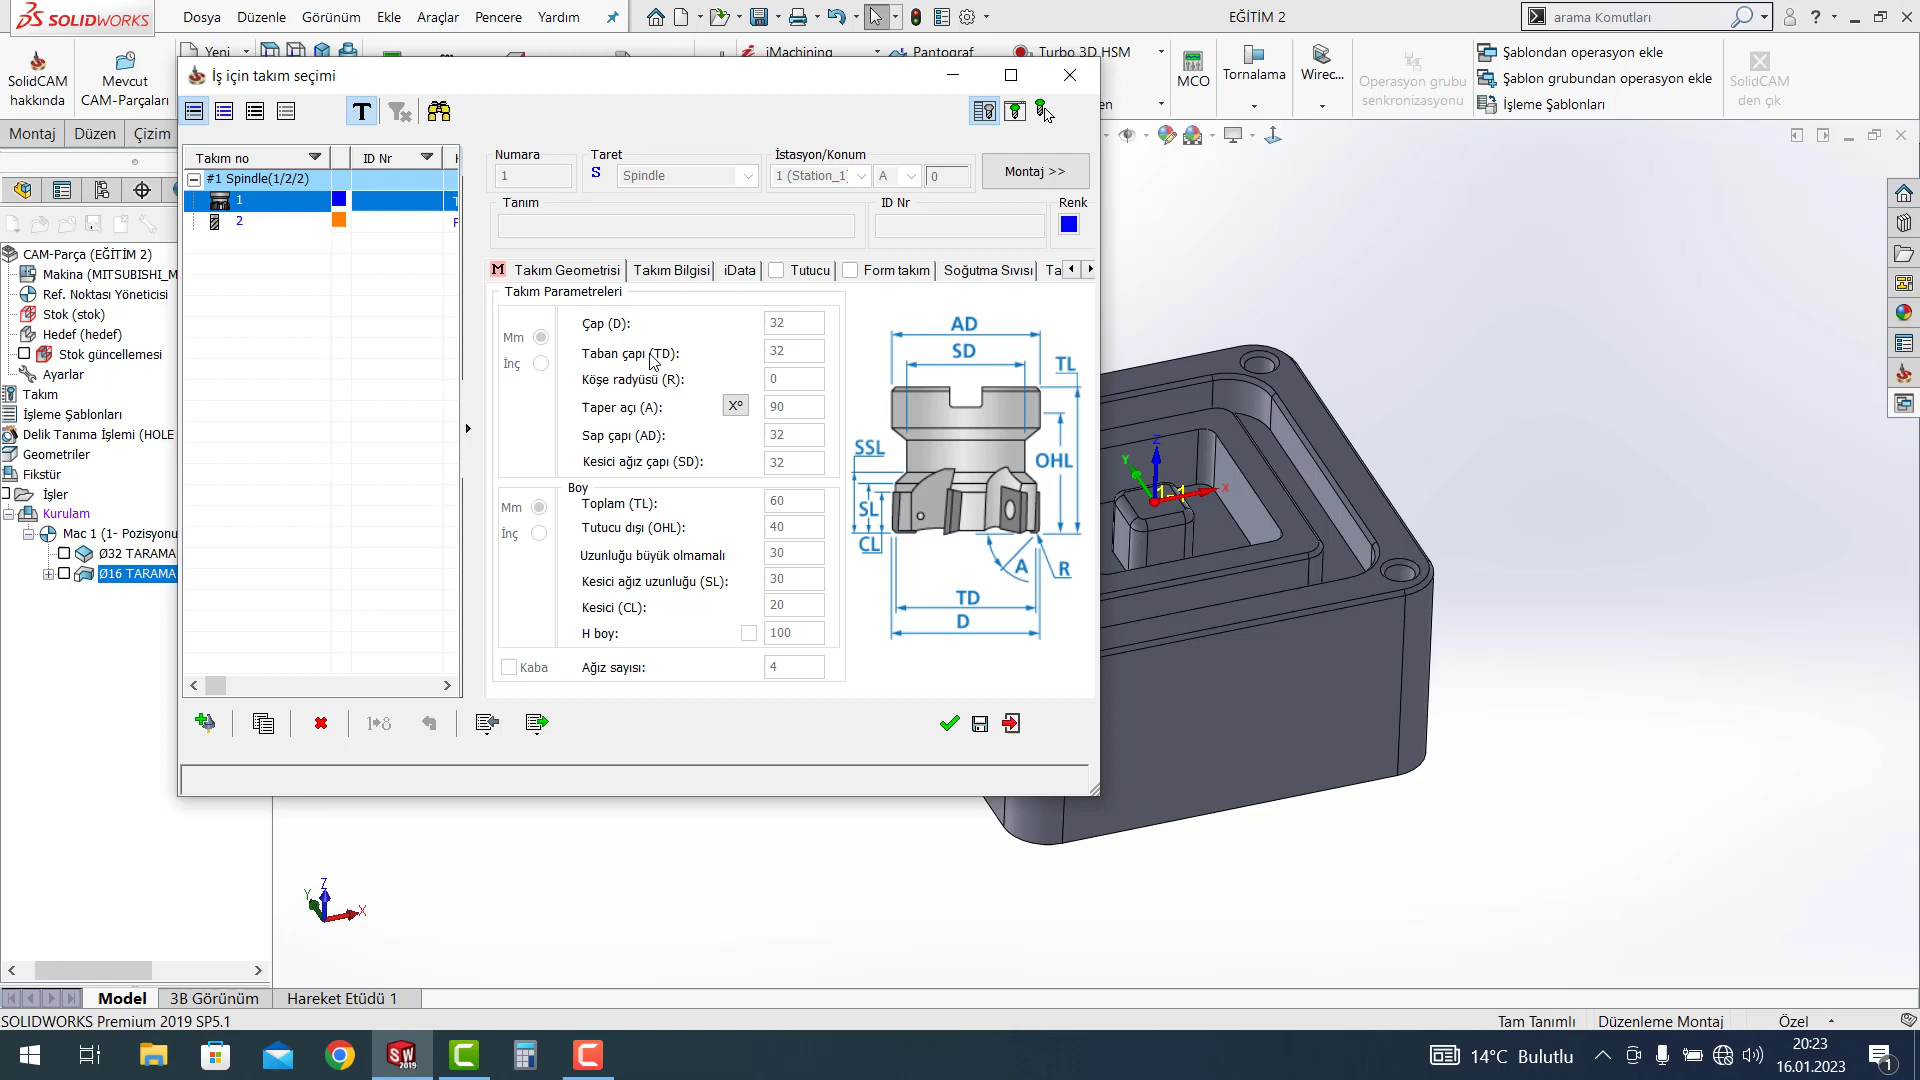 SOLIDWORKS
Dosya
Düzenle
Görünüm
Ekle
Araçlar
Pencere
Yardım
EĞİTİM 2
arama Komutları
SolidCAM
hakkında
Mevcut
CAM-Parçaları
Yeni
iMachining
Pantograf
Turbo 3D HSM
MCO
Tornalama
Wirec...
Operasyon grubu
senkronizasyonu
Şablondan operasyon ekle
Şablon grubundan operasyon ekle
İşleme Şablonları
SolidCAM
den çık
Montaj
Düzen
Çizim
İş için takım seçimi
T
Takım no
ID Nr
#1 Spindle(1/2/2)
1
2
Numara
1
Taret
S
Spindle
İstasyon/Konum
1 (Station_1)
A
0
Montaj >>
Tanım
ID Nr
Renk
M
Takım Geometrisi
Takım Bilgisi
iData
Tutucu
Form takım
Soğutma Sıvısı
Ta
Takım Parametreleri
Mm
İnç
Çap (D):
32
Taban çapı (TD):
32
Köşe radyüsü (R):
0
Taper açı (A):
X°
90
Sap çapı (AD):
32
Kesici ağız çapı (SD):
32
Boy
Mm
İnç
Toplam (TL):
60
Tutucu dışı (OHL):
40
Uzunluğu büyük olmamalı
30
Kesici ağız uzunluğu (SL):
30
Kesici (CL):
20
H boy:
100
Kaba
Ağız sayısı:
4
AD
SD
TL
SSL
OHL
SL
CL
A
R
TD
D
CAM-Parça (EĞİTİM 2)
Makina (MITSUBISHI_M
Ref. Noktası Yöneticisi
Stok (stok)
Hedef (hedef)
Stok güncellemesi
Ayarlar
Takım
İşleme Şablonları
Delik Tanıma İşlemi (HOLE
Geometriler
Fikstür
İşler
Kurulam
Mac 1 (1- Pozisyonu
Ø32 TARAMA
Ø16 TARAMA
Z
Y
X
1-1
Z
Y
X
Model
3B Görünüm
Hareket Etüdü 1
SOLIDWORKS Premium 2019 SP5.1
Tam Tanımlı
Düzenleme Montaj
Özel
14°C Bulutlu
20:23
16.01.2023
1